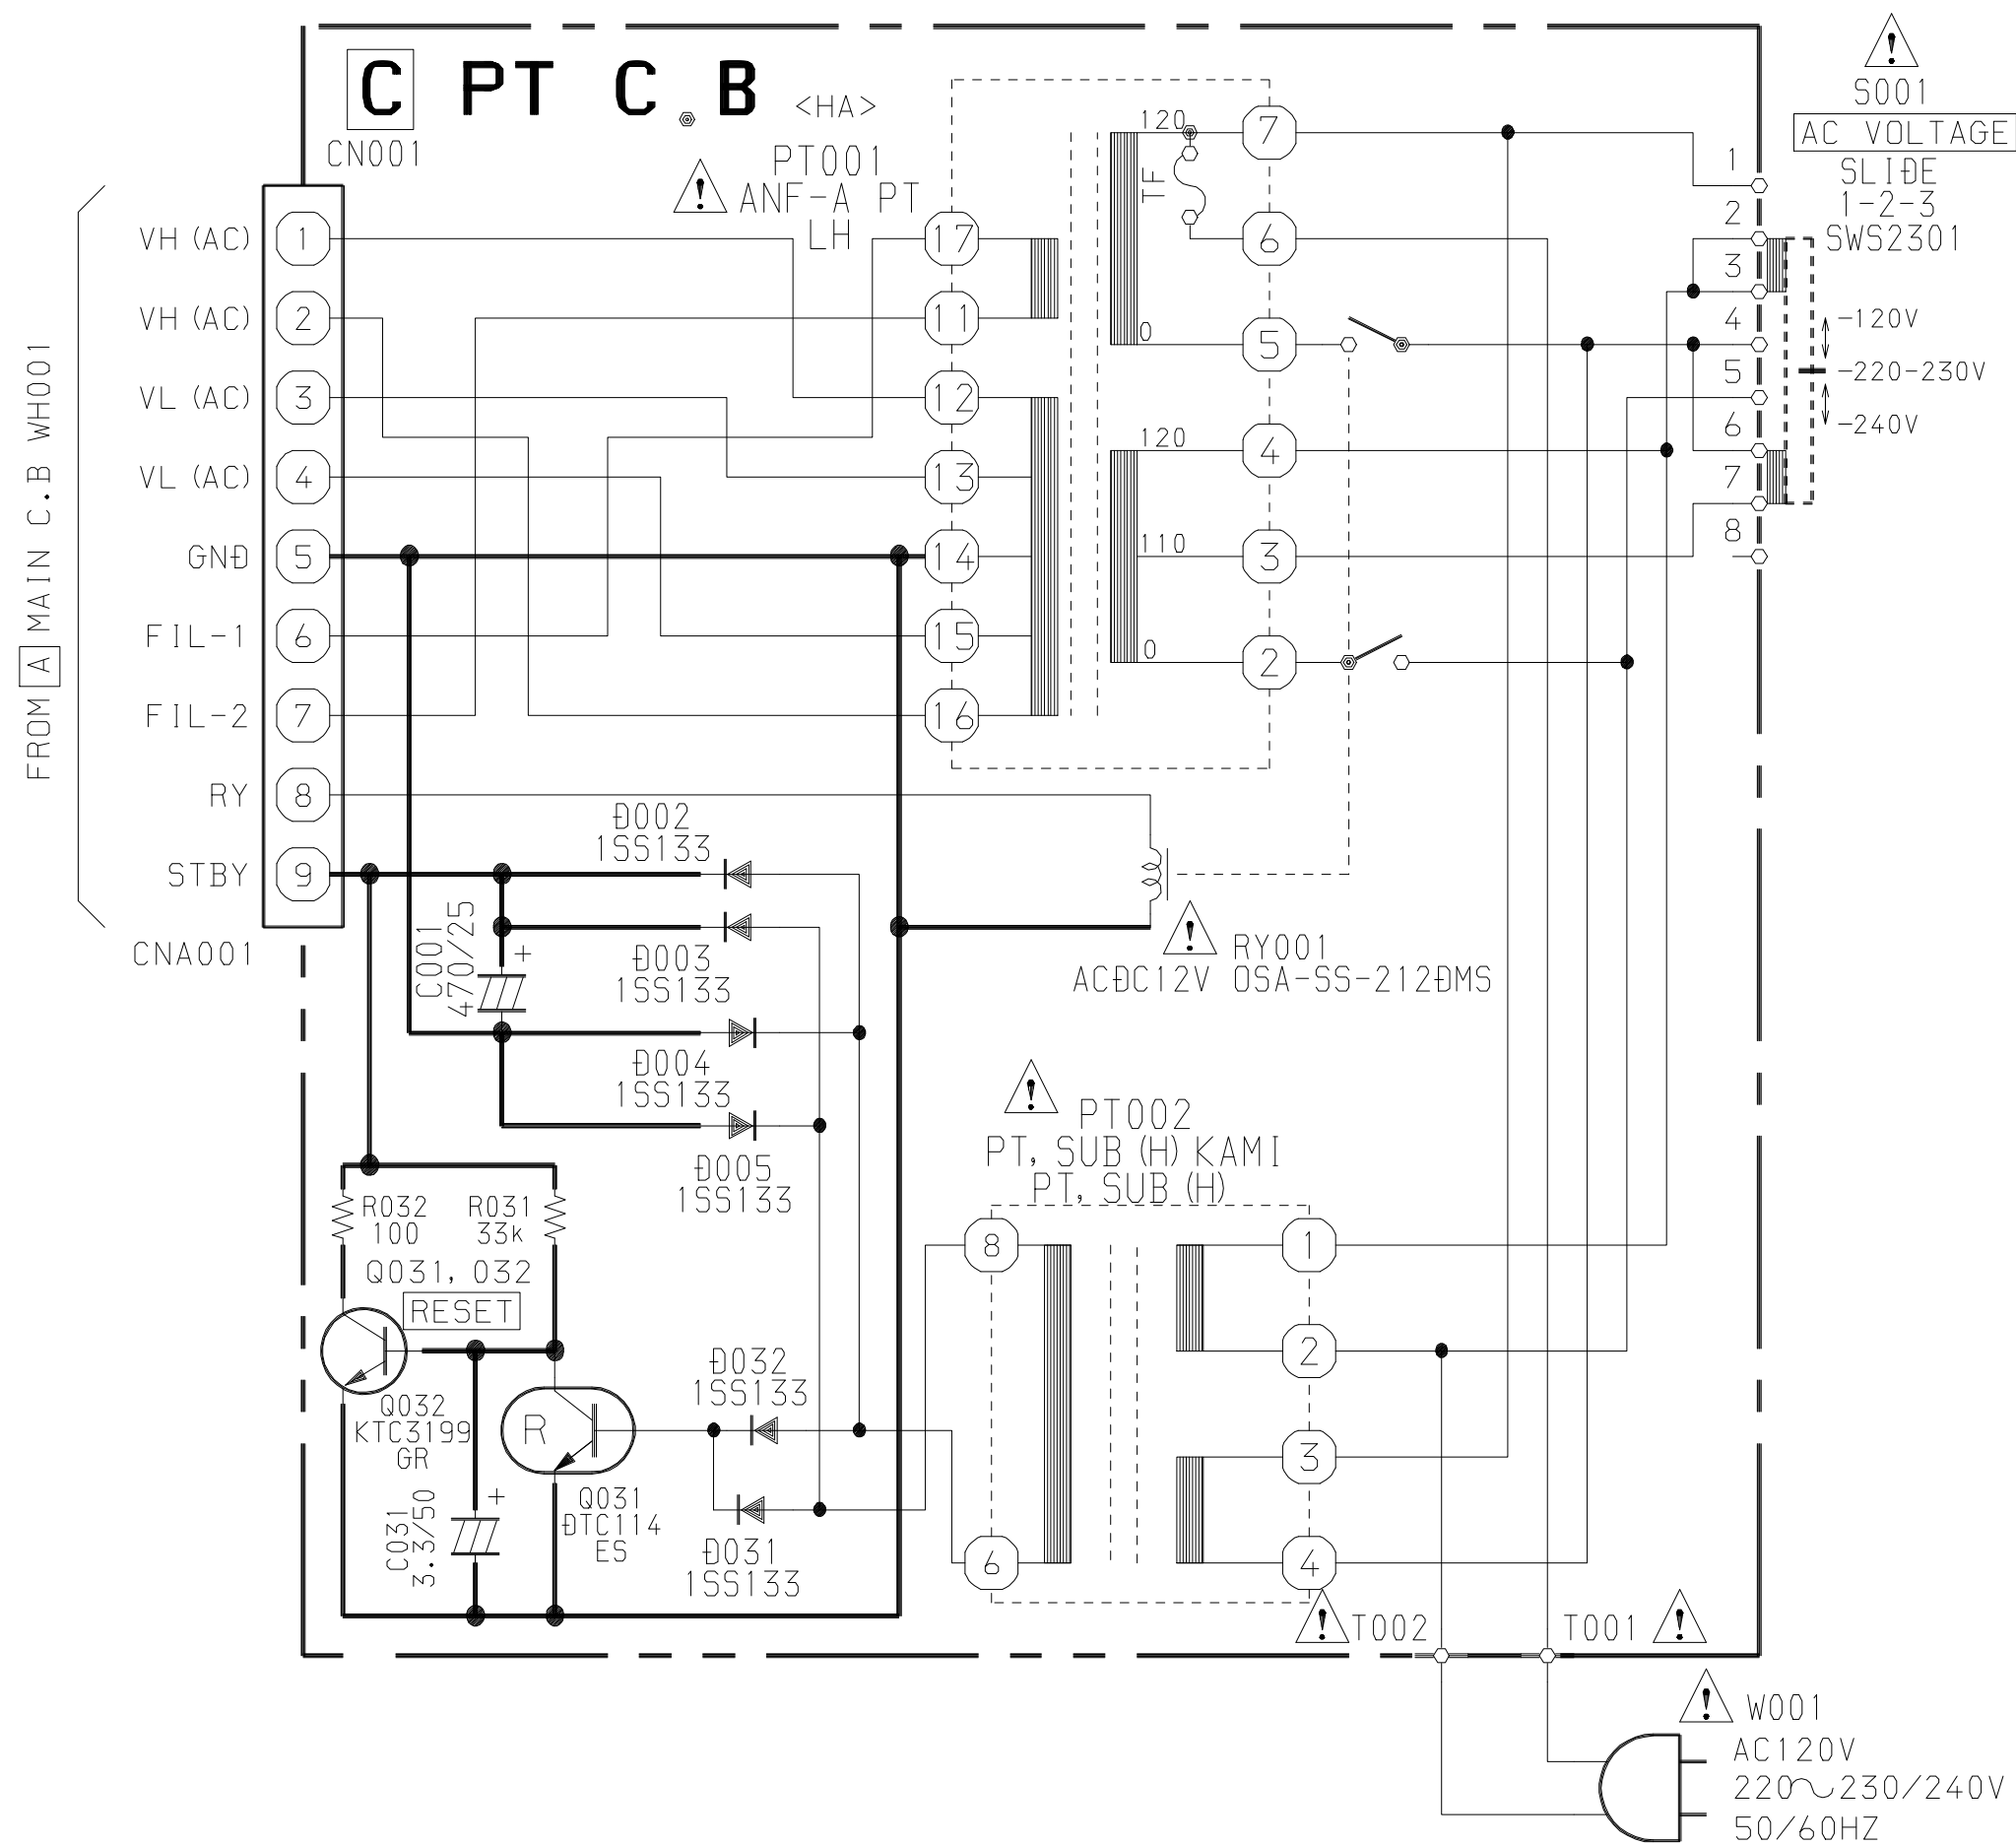 C PT C.B <HA>
CN001
PT001
ANF-A PT
LH
S001
AC VOLTAGE
SLIDE
1-2-3
SWS2301
-120V
-220-230V
-240V
1
2
3
4
5
6
7
8
FROM A MAIN C.B WH001
VH (AC) 1
VH (AC) 2
VL (AC) 3
VL (AC) 4
GND 5
FIL-1 6
FIL-2 7
RY 8
STBY 9
CNA001
17
11
12
13
14
15
16
120
TF
0
120
110
0
7
6
5
4
3
2
D002
1SS133
D003
1SS133
C001
470/25
+
D004
1SS133
D005
1SS133
RY001
ACDC12V OSA-SS-212DMS
PT002
PT, SUB (H) KAMI
PT, SUB (H)
8
6
1
2
3
4
R032
100
R031
33k
Q031, 032
RESET
Q032
KTC3199
GR
C031
3.3/50
+
R
Q031
DTC114
ES
D032
1SS133
D031
1SS133
T002
T001
W001
AC120V
220~230/240V
50/60HZ